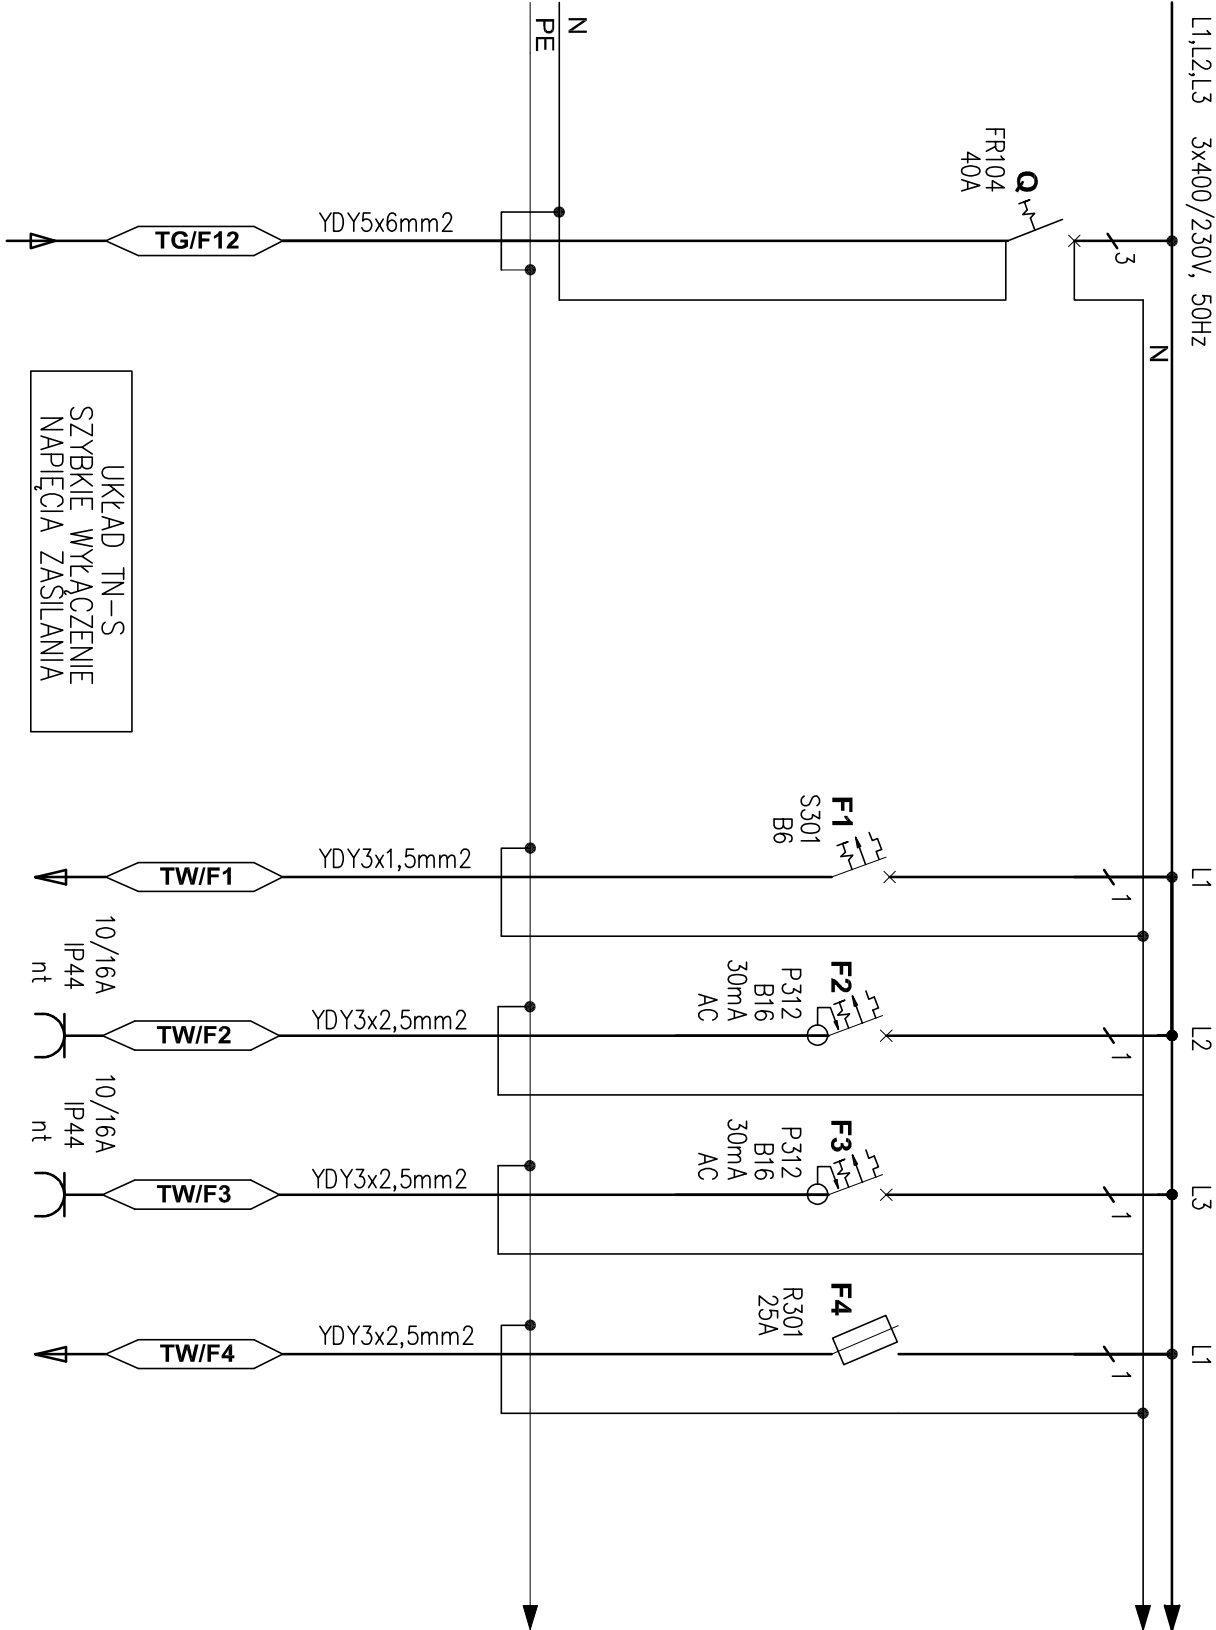 L1,L2,L3 3x400/230V, 50Hz
N
N
PE
Q
FR104
40A
3
YDY5x6mm2
TG/F12
UKŁAD TN-S
SZYBKIE WYŁĄCZENIE
NAPIĘCIA ZASILANIA
L1
1
F1
S301
B6
YDY3x1,5mm2
TW/F1
L2
1
F2
P312
B16
30mA
AC
YDY3x2,5mm2
TW/F2
10/16A
IP44
nt
L3
1
F3
P312
B16
30mA
AC
YDY3x2,5mm2
TW/F3
10/16A
IP44
nt
L1
1
F4
R301
25A
YDY3x2,5mm2
TW/F4